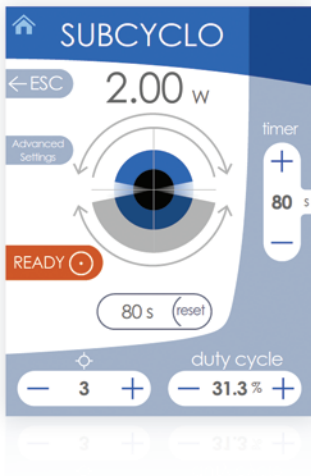 SUBCYCLO
← ESC
2.00 w
Advanced
Settings
timer
+
80 s
−
READY
80 s (reset
− 3 +
duty cycle
− 31.3 % +